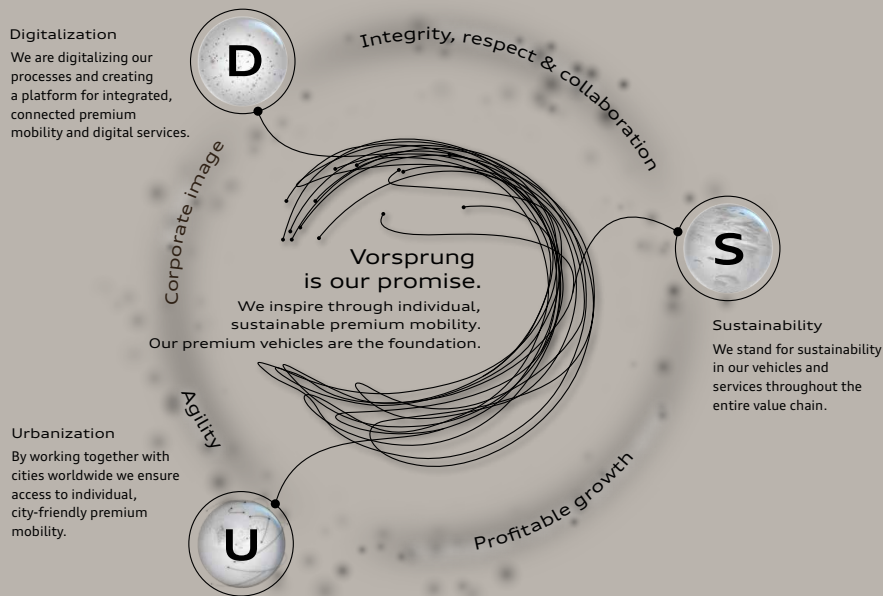 Digitalization
We are digitalizing our
processes and creating
a platform for integrated,
connected premium
mobility and digital services.
D
Integrity, respect & collaboration
Corporate image
S
Vorsprung
is our promise.
We inspire through individual,
sustainable premium mobility.
Our premium vehicles are the foundation.
Sustainability
We stand for sustainability
in our vehicles and
services throughout the
entire value chain.
Agility
Urbanization
By working together with
cities worldwide we ensure
access to individual,
city-friendly premium
mobility.
U
Profitable growth